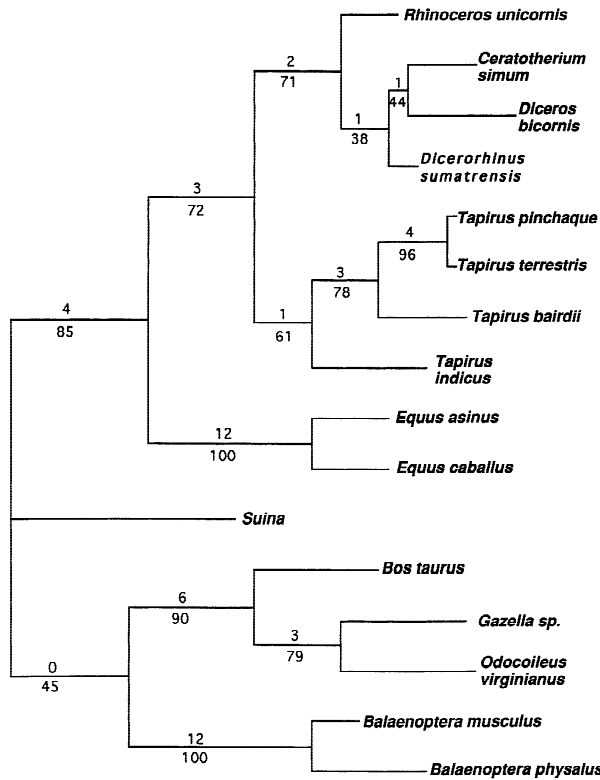 Rhinoceros unicornis
2
71
Ceratotherium
simum
1
44
Diceros
bicornis
1
38
Dicerorhinus
sumatrensis
3
72
Tapirus pinchaque
4
96
Tapirus terrestris
3
78
Tapirus bairdii
4
85
1
61
Tapirus
indicus
Equus asinus
12
100
Equus caballus
Suina
Bos taurus
6
90
Gazella sp.
3
79
Odocoileus
virginianus
0
45
Balaenoptera musculus
12
100
Balaenoptera physalus